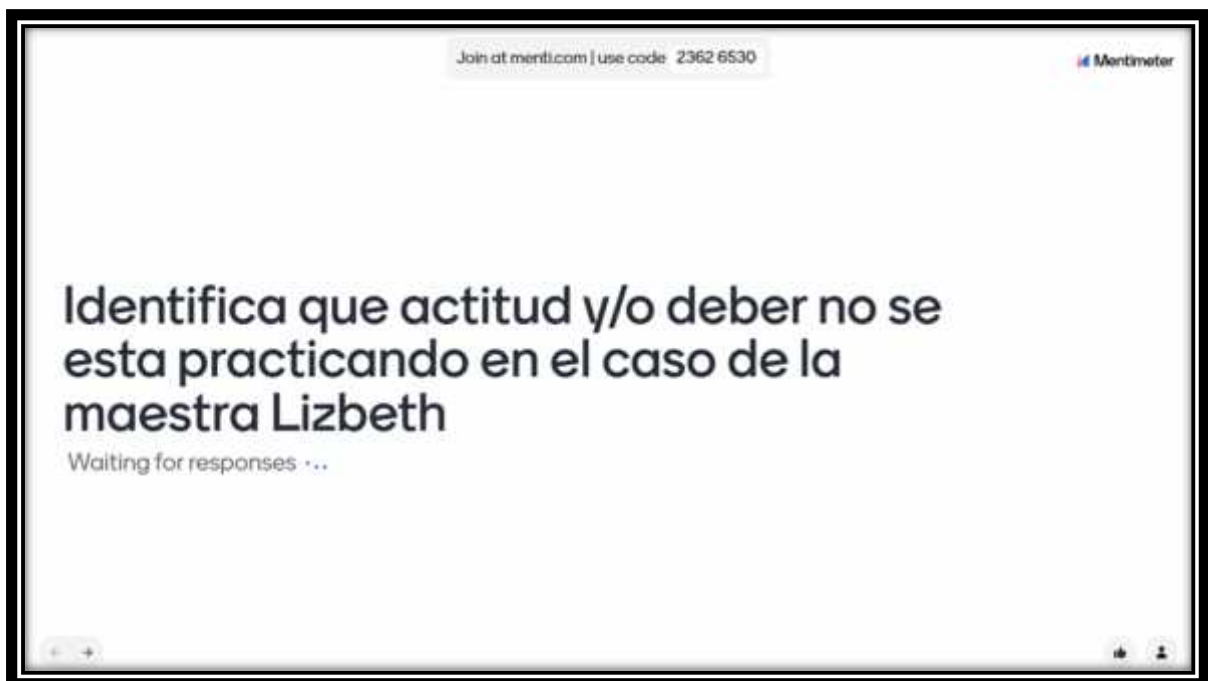 Join at menti.com | use code 2362 6530
Mentimeter
Identifica que actitud y/o deber no se
esta practicando en el caso de la
maestra Lizbeth
Waiting for responses ...